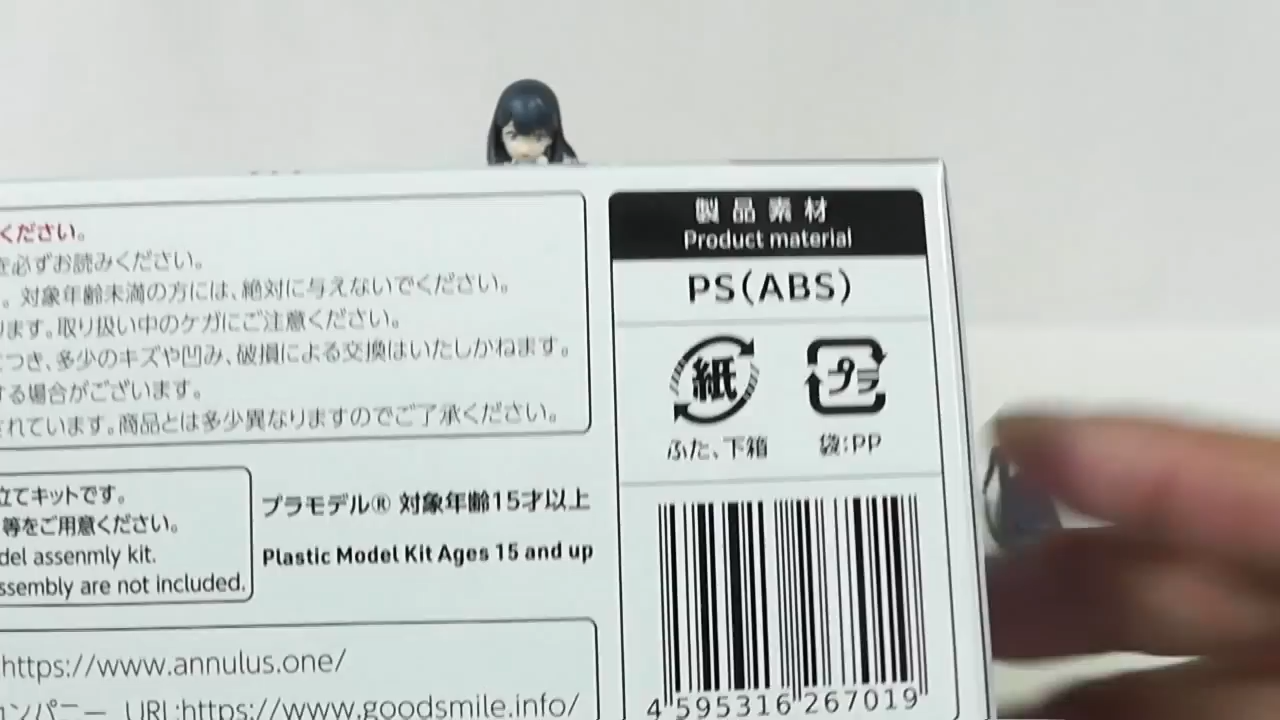 ください。
を必ずお読みください。
。対象年齢未満の方には、絶対に与えないでください。
ります。取り扱い中のケガにご注意ください。
につき、多少のキズや凹み、破損による交換はいたしかねます。
する場合がございます。
されています。商品とは多少異なりますのでご了承ください。
立てキットです。
等をご用意ください。
del assenmly kit.
ssembly are not included.
プラモデル® 対象年齢15才以上
Plastic Model Kit Ages 15 and up
https://www.annulus.one/
カンパニー URL:https://www.goodsmile.info/
製品素材
Product material
PS(ABS)
紙
プラ
ふた、下箱
袋:PP
4 595316 267019